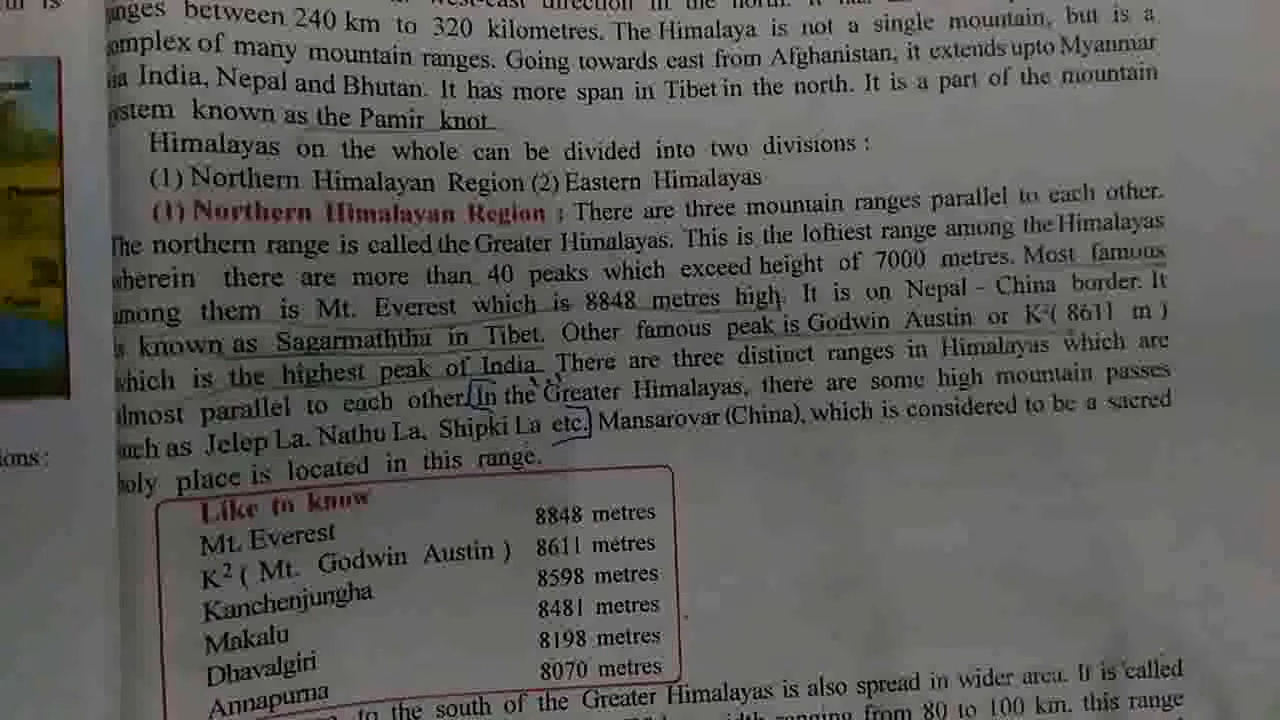 west-east direction in the north.
ranges between 240 km to 320 kilometres. The Himalaya is not a single mountain, but is a
omplex of many mountain ranges. Going towards east from Afghanistan, it extends upto Myanmar
ia India, Nepal and Bhutan. It has more span in Tibet in the north. It is a part of the mountain
ystem known as the Pamir knot
Himalayas on the whole can be divided into two divisions :
(1) Northern Himalayan Region (2) Eastern Himalayas
(1) Northern Himalayan Region : There are three mountain ranges parallel to each other.
The northern range is called the Greater Himalayas. This is the loftiest range among the Himalayas
wherein there are more than 40 peaks which exceed height of 7000 metres. Most famous
among them is Mt. Everest which is 8848 metres high. It is on Nepal - China border. It
s known as Sagarmaththa in Tibet. Other famous peak is Godwin Austin or K²( 8611 m )
which is the highest peak of India. There are three distinct ranges in Himalayas which are
almost parallel to each other. In the Greater Himalayas, there are some high mountain passes
such as Jelep La, Nathu La, Shipki La etc. Mansarovar (China), which is considered to be a sacred
holy place is located in this range.
ions:
Like to know
Mt. Everest 8848 metres
K² ( Mt. Godwin Austin ) 8611 metres
Kanchenjungha 8598 metres
Makalu 8481 metres
Dhavalgiri 8198 metres
Annapurna 8070 metres
to the south of the Greater Himalayas is also spread in wider area. It is called
width ranging from 80 to 100 km. this range